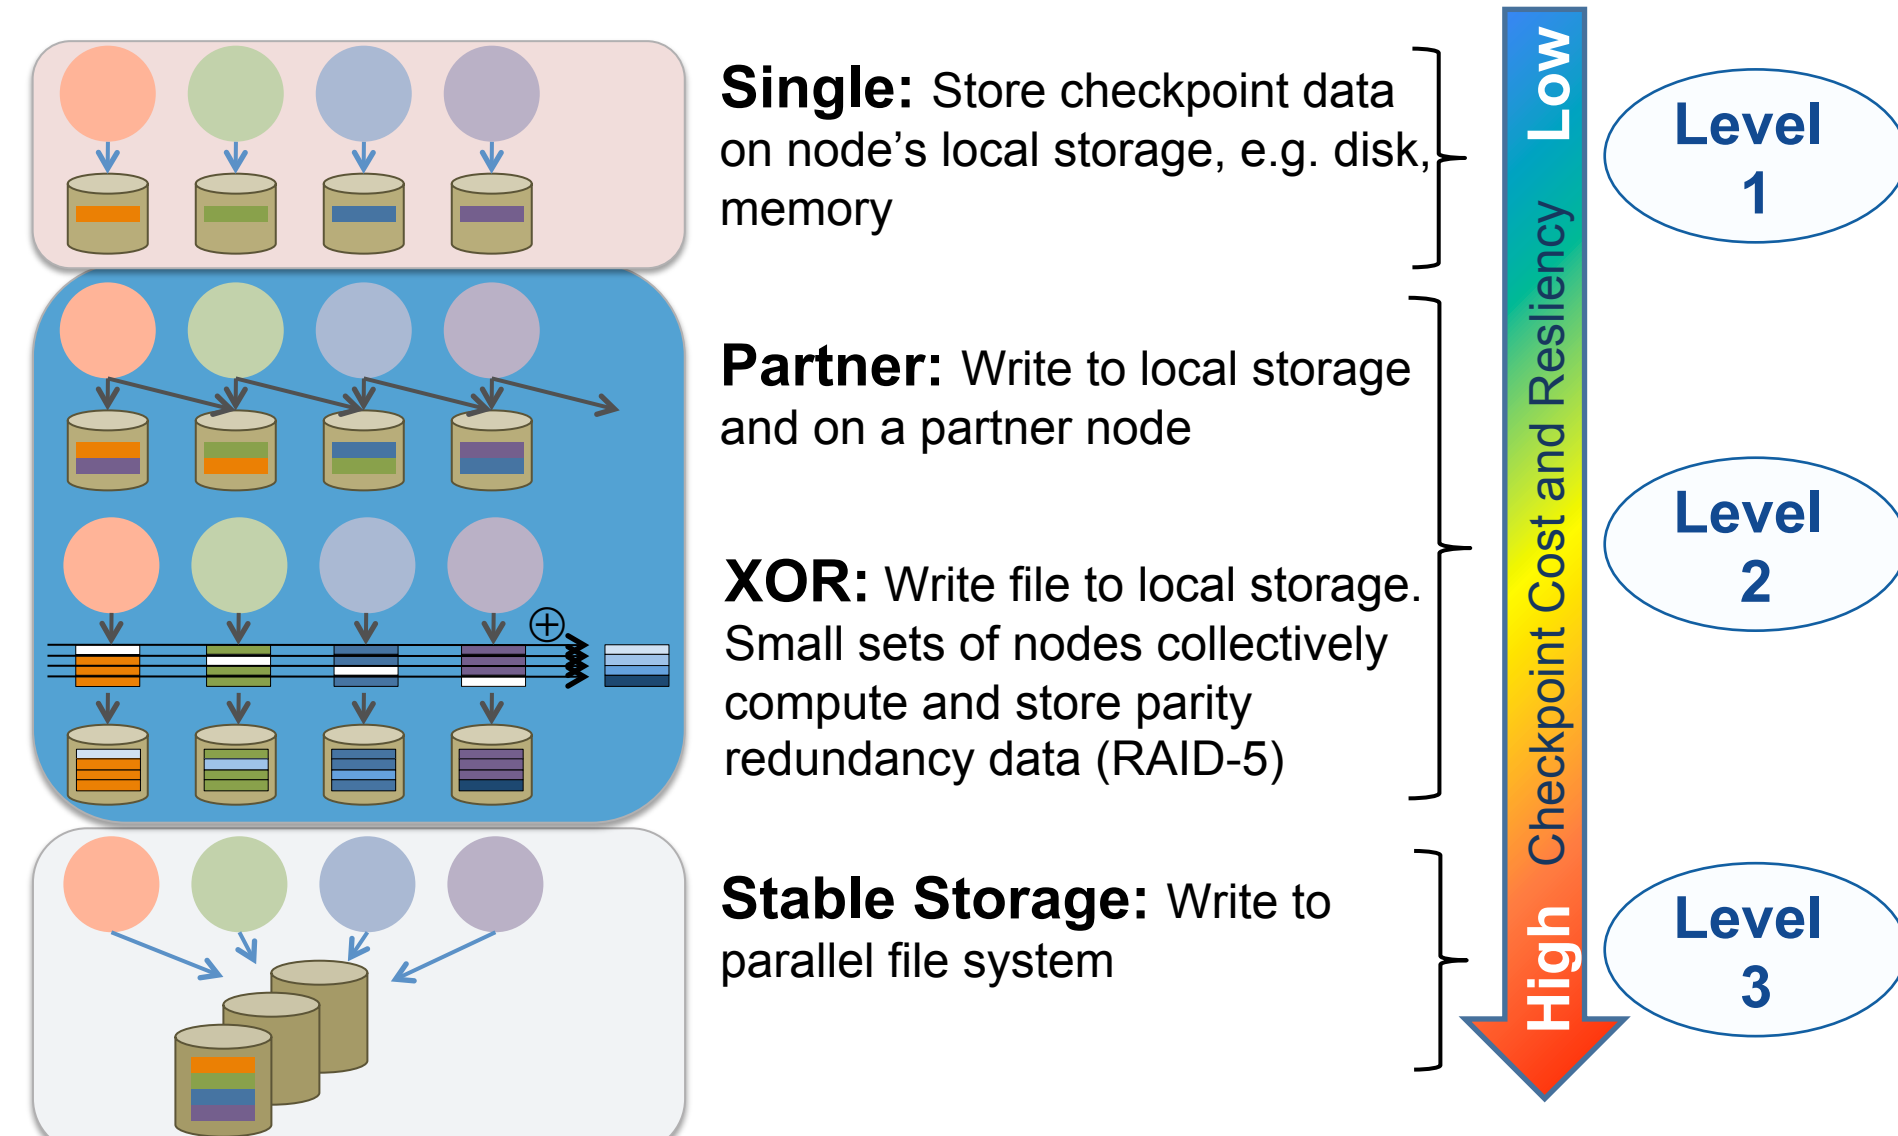 Single: Store checkpoint data
on node’s local storage, e.g. disk,
memory
Partner: Write to local storage
and on a partner node
XOR: Write file to local storage.
Small sets of nodes collectively
compute and store parity
redundancy data (RAID-5)
Stable Storage: Write to
parallel file system
Low
Checkpoint Cost and Resliency
High
Level
1
Level
2
Level
3